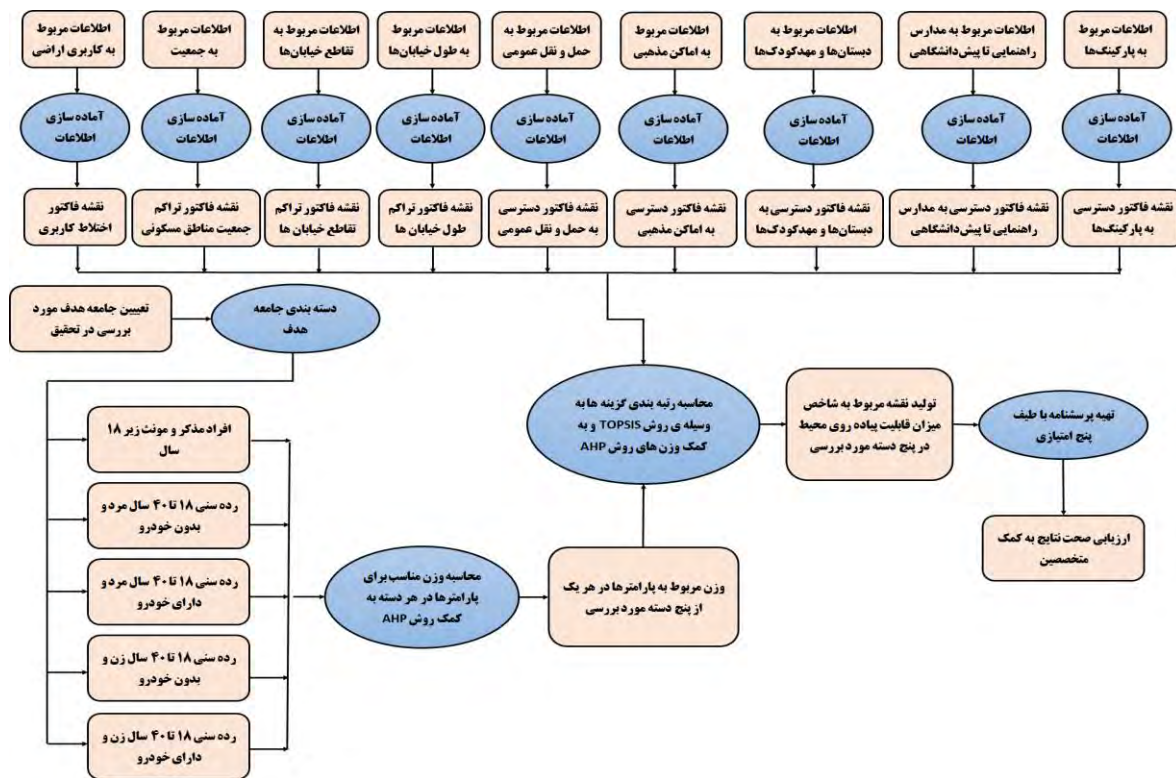 اطلاعات مربوط
به کاربری اراضی
اطلاعات مربوط
به جمعیت
اطلاعات مربوط به
تقاطع خیابان‌ها
اطلاعات مربوط
به طول خیابان‌ها
اطلاعات مربوط به
حمل و نقل عمومی
اطلاعات مربوط
به اماکن مذهبی
اطلاعات مربوط به
دبستان‌ها و مهدکودک‌ها
اطلاعات مربوط به مدارس
راهنمایی تا پیش‌دانشگاهی
اطلاعات مربوط
به پارکینگ‌ها
آماده سازی
اطلاعات
آماده سازی
اطلاعات
آماده سازی
اطلاعات
آماده سازی
اطلاعات
آماده سازی
اطلاعات
آماده سازی
اطلاعات
آماده سازی
اطلاعات
آماده سازی
اطلاعات
آماده سازی
اطلاعات
نقشه فاکتور
اختلاط کاربری
نقشه فاکتور تراکم
جمعیت مناطق مسکونی
نقشه فاکتور تراکم
تقاطع خیابان ها
نقشه فاکتور تراکم
طول خیابان ها
نقشه فاکتور دسترسی
به حمل و نقل عمومی
نقشه فاکتور دسترسی
به اماکن مذهبی
نقشه فاکتور دسترسی به
دبستان‌ها و مهدکودک‌ها
نقشه فاکتور دسترسی به مدارس
راهنمایی تا پیش‌دانشگاهی
نقشه فاکتور دسترسی
به پارکینگ‌ها
تعیین جامعه هدف مورد
بررسی در تحقیق
دسته بندی جامعه
هدف
افراد مذکر و مونث زیر ۱۸
سال
رده سنی ۱۸ تا ۴۰ سال مرد و
بدون خودرو
رده سنی ۱۸ تا ۴۰ سال مرد و
دارای خودرو
رده سنی ۱۸ تا ۴۰ سال زن و
بدون خودرو
رده سنی ۱۸ تا ۴۰ سال زن و
دارای خودرو
محاسبه وزن مناسب برای
پارامترها در هر دسته به
کمک روش AHP
وزن مربوط به پارامترها در هر یک
از پنج دسته مورد بررسی
محاسبه رتبه بندی گزینه ها به
وسیله ی روش TOPSIS و به
کمک وزن های روش AHP
تولید نقشه مربوط به شاخص
میزان قابلیت پیاده روی محیط
در پنج دسته مورد بررسی
تهیه پرسشنامه با طیف
پنج امتیازی
ارزیابی صحت نتایج به کمک
متخصصین